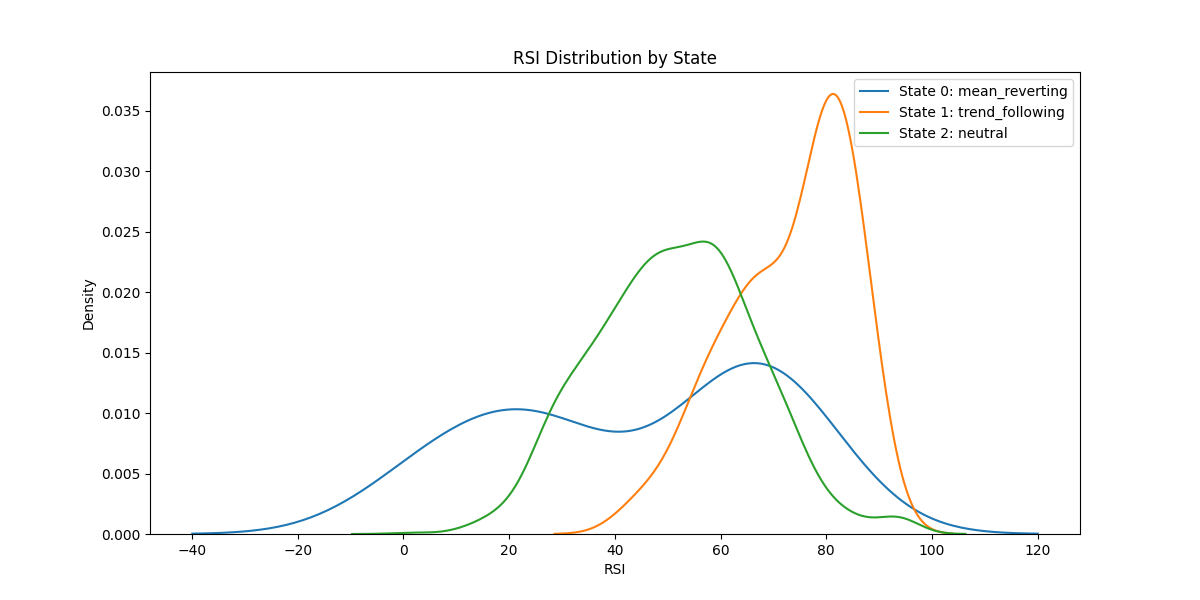 RSI Distribution by State
State 0: mean_reverting
State 1: trend_following
State 2: neutral
Density
0.035
0.030
0.025
0.020
0.015
0.010
0.005
0.000
−40
−20
0
20
40
60
80
100
120
RSI